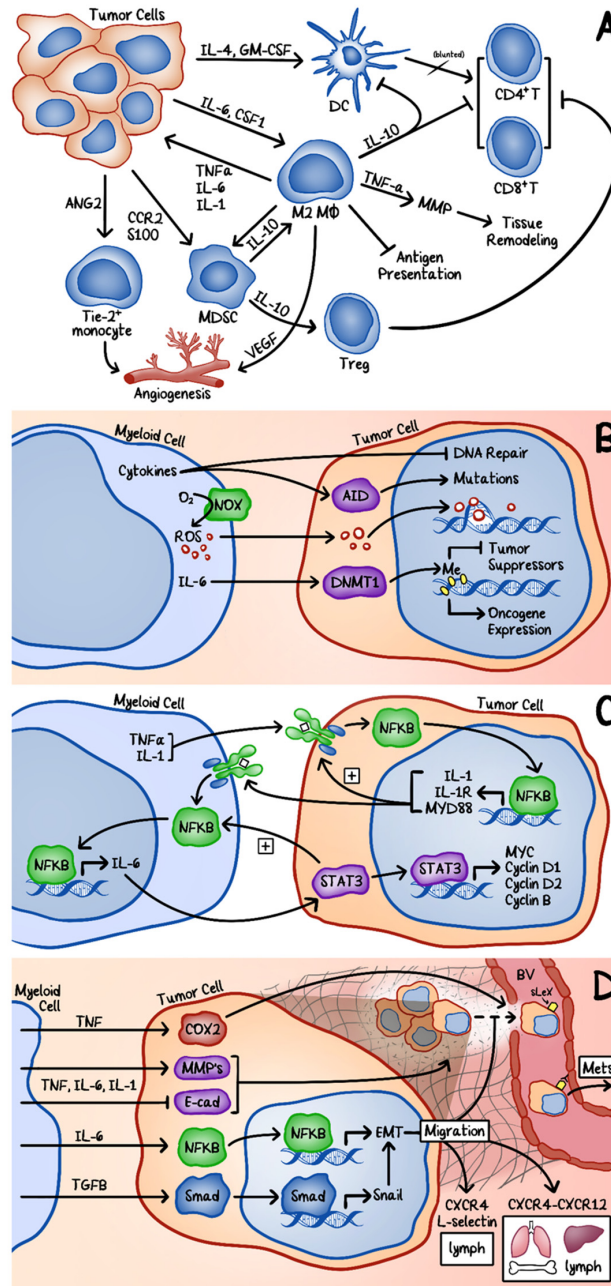 Tumor Cells
A
IL-4, GM-CSF
(blunted)
DC
CD4+T
IL-6, CSF1
IL-10
CD8+T
TNFα
IL-6
IL-1
M2 MΦ
TNF-α
MMP
Tissue
Remodeling
ANG2
CCR2
S100
IL-10
Antigen
Presentation
Tie-2+
monocyte
MDSC
IL-10
VEGF
Treg
Angiogenesis
Myeloid Cell
Tumor Cell
B
Cytokines
DNA Repair
O2
NOX
AID
Mutations
ROS
IL-6
DNMT1
Me
Tumor
Suppressors
Oncogene
Expression
Myeloid Cell
Tumor Cell
C
TNFα
IL-1
NFKB
+
IL-1
IL-1R
MYD88
NFKB
NFKB
+
NFKB
IL-6
STAT3
STAT3
MYC
Cyclin D1
Cyclin D2
Cyclin B
Myeloid
Cell
Tumor Cell
BV
sLeX
D
TNF
COX2
MMP's
TNF, IL-6, IL-1
E-cad
Mets
IL-6
NFKB
NFKB
EMT
Migration
TGFB
Smad
Smad
Snail
CXCR4
L-selectin
lymph
CXCR4-CXCR12
lymph